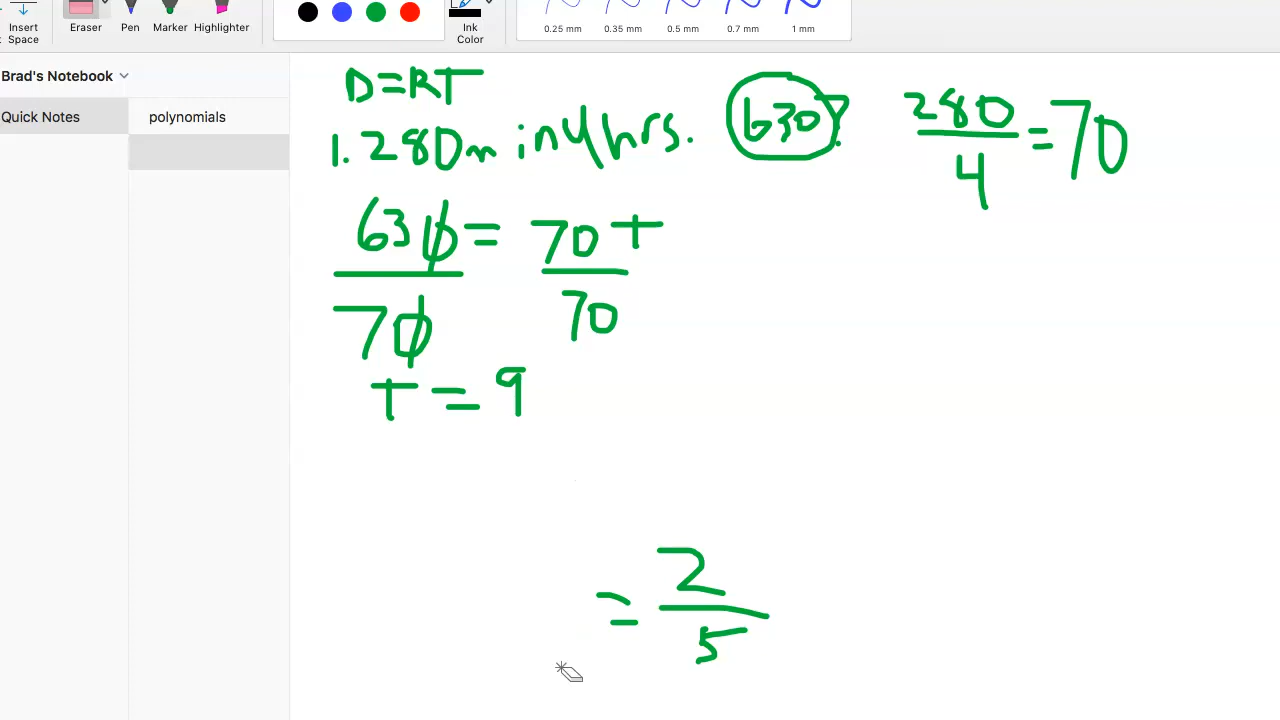 Insert Space
Eraser
Pen
Marker
Highlighter
Ink Color
0.25 mm
0.35 mm
0.5 mm
0.7 mm
1 mm
Brad's Notebook
Quick Notes
polynomials
D=RT
1. 280m in 4 hrs. 630?
280/4 = 70
630/70 = 70T/70
T = 9
= 2/5